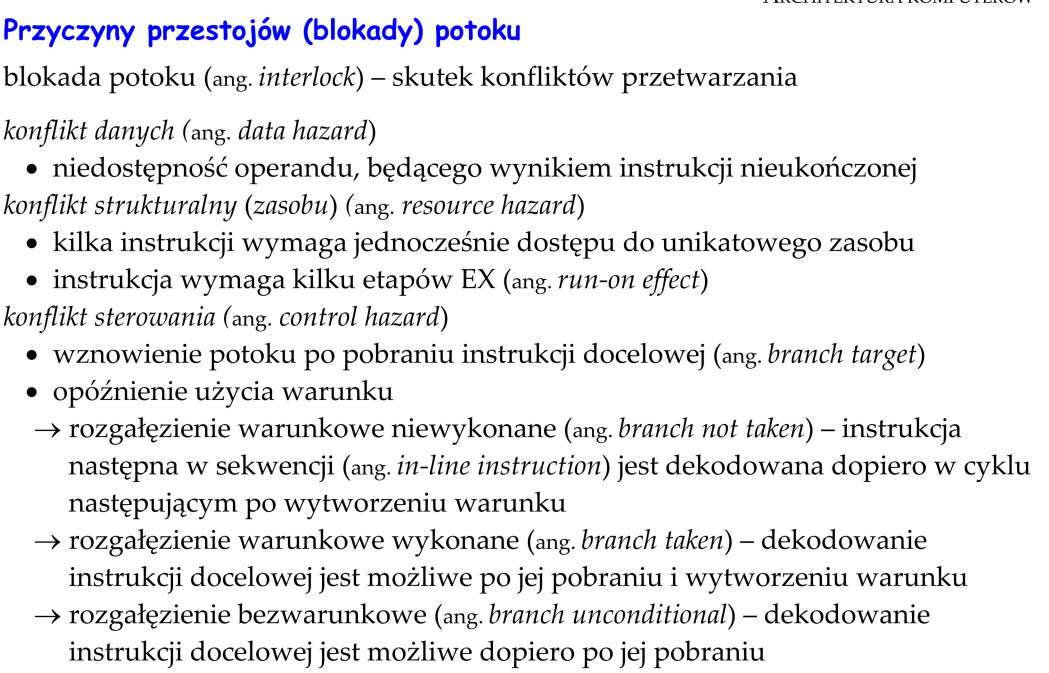 ARCHITEKTURA KOMPUTERÓW
Przyczyny przestojów (blokady) potoku
blokada potoku (ang. interlock) – skutek konfliktów przetwarzania
konflikt danych (ang. data hazard)
• niedostępność operandu, będącego wynikiem instrukcji nieukończonej
konflikt strukturalny (zasobu) (ang. resource hazard)
• kilka instrukcji wymaga jednocześnie dostępu do unikatowego zasobu
• instrukcja wymaga kilku etapów EX (ang. run-on effect)
konflikt sterowania (ang. control hazard)
• wznowienie potoku po pobraniu instrukcji docelowej (ang. branch target)
• opóźnienie użycia warunku
→ rozgałęzienie warunkowe niewykonane (ang. branch not taken) – instrukcja
następna w sekwencji (ang. in-line instruction) jest dekodowana dopiero w cyklu
następującym po wytworzeniu warunku
→ rozgałęzienie warunkowe wykonane (ang. branch taken) – dekodowanie
instrukcji docelowej jest możliwe po jej pobraniu i wytworzeniu warunku
→ rozgałęzienie bezwarunkowe (ang. branch unconditional) – dekodowanie
instrukcji docelowej jest możliwe dopiero po jej pobraniu